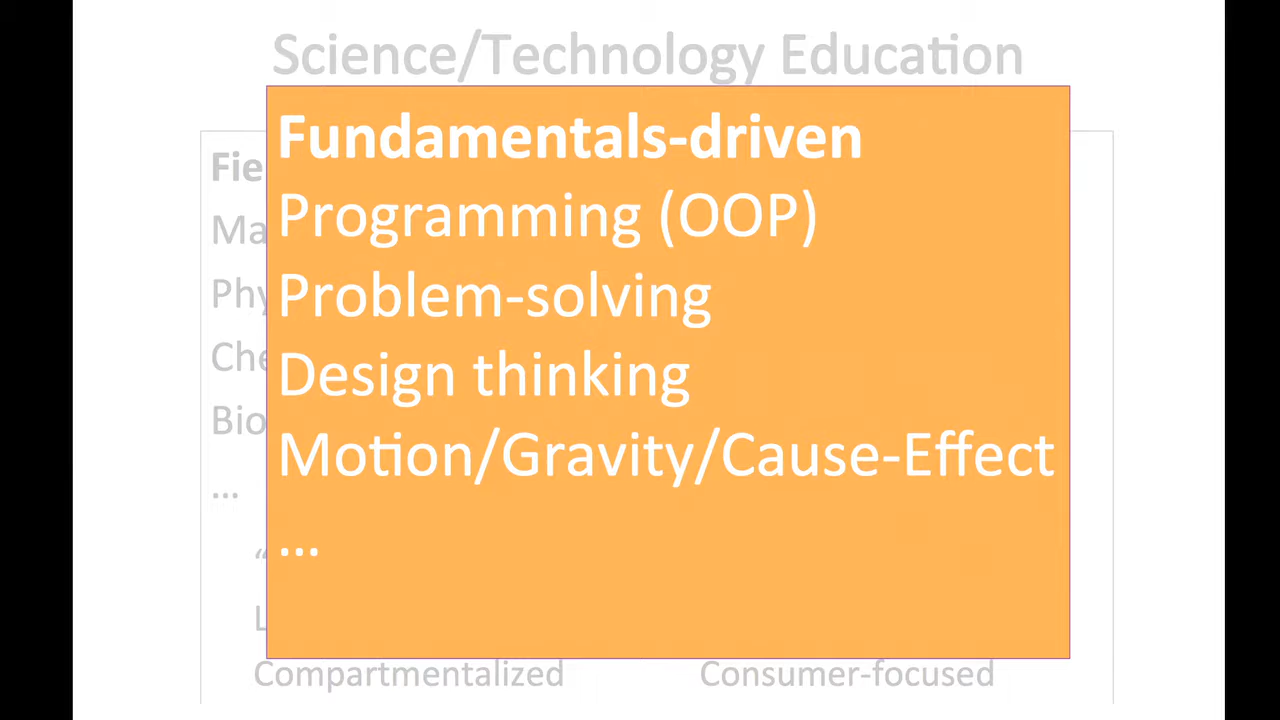 Science/Technology Education
Fundamentals-driven
Programming (OOP)
Problem-solving
Design thinking
Motion/Gravity/Cause-Effect
...
...
Compartmentalized Consumer-focused